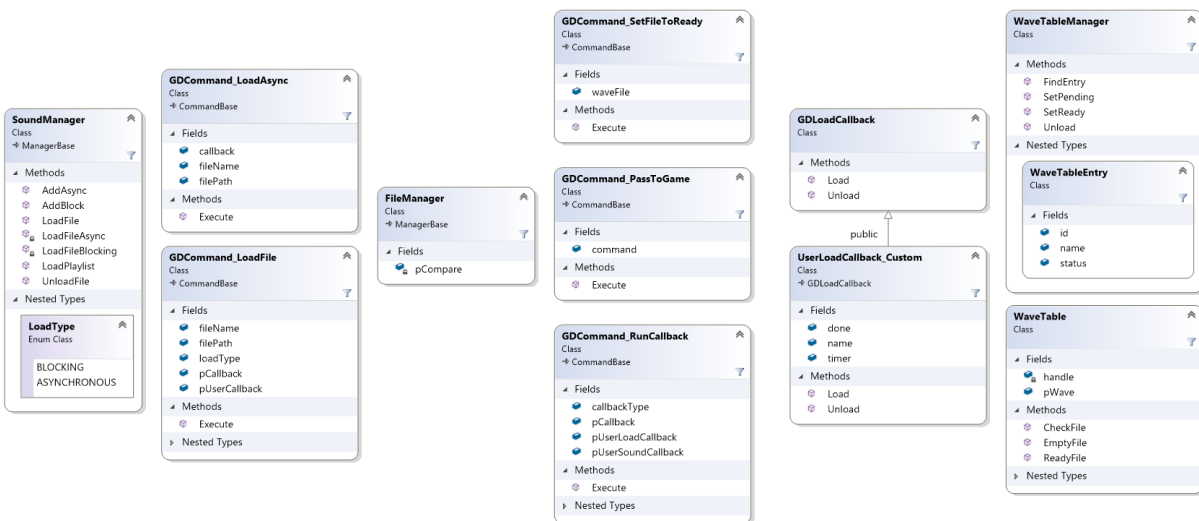 SoundManager
Class
ManagerBase
Methods
AddAsync
AddBlock
LoadFile
LoadFileAsync
LoadFileBlocking
LoadPlaylist
UnloadFile
Nested Types
LoadType
Enum Class
BLOCKING
ASYNCHRONOUS
GDCommand_LoadAsync
Class
CommandBase
Fields
callback
fileName
filePath
Methods
Execute
GDCommand_LoadFile
Class
CommandBase
Fields
fileName
filePath
loadType
pCallback
pUserCallback
Methods
Execute
Nested Types
FileManager
Class
ManagerBase
Fields
pCompare
GDCommand_SetFileToReady
Class
CommandBase
Fields
waveFile
Methods
Execute
GDCommand_PassToGame
Class
CommandBase
Fields
command
Methods
Execute
GDCommand_RunCallback
Class
CommandBase
Fields
callbackType
pCallback
pUserLoadCallback
pUserSoundCallback
Methods
Execute
Nested Types
GDLoadCallback
Class
Methods
Load
Unload
public
UserLoadCallback_Custom
Class
GDLoadCallback
Fields
done
name
timer
Methods
Load
Unload
WaveTableManager
Class
Methods
FindEntry
SetPending
SetReady
Unload
Nested Types
WaveTableEntry
Class
Fields
id
name
status
WaveTable
Class
Fields
handle
pWave
Methods
CheckFile
EmptyFile
ReadyFile
Nested Types